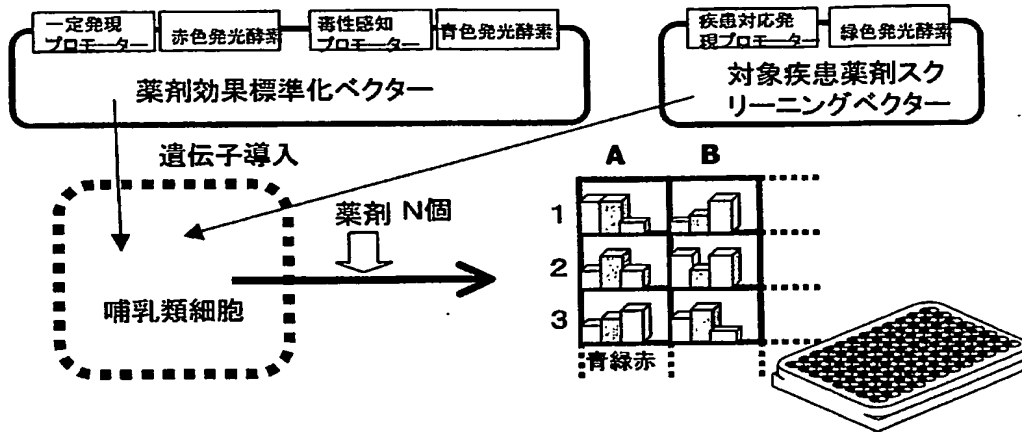 一定発現
プロモーター
赤色発光酵素
毒性感知
プロモーター
青色発光酵素
薬剤効果標準化ベクター
疾患対応発
現プロモーター
緑色発光酵素
対象疾患薬剤スク
リーニングベクター
遺伝子導入
薬剤 N個
哺乳類細胞
A B
1
2
3
青緑赤